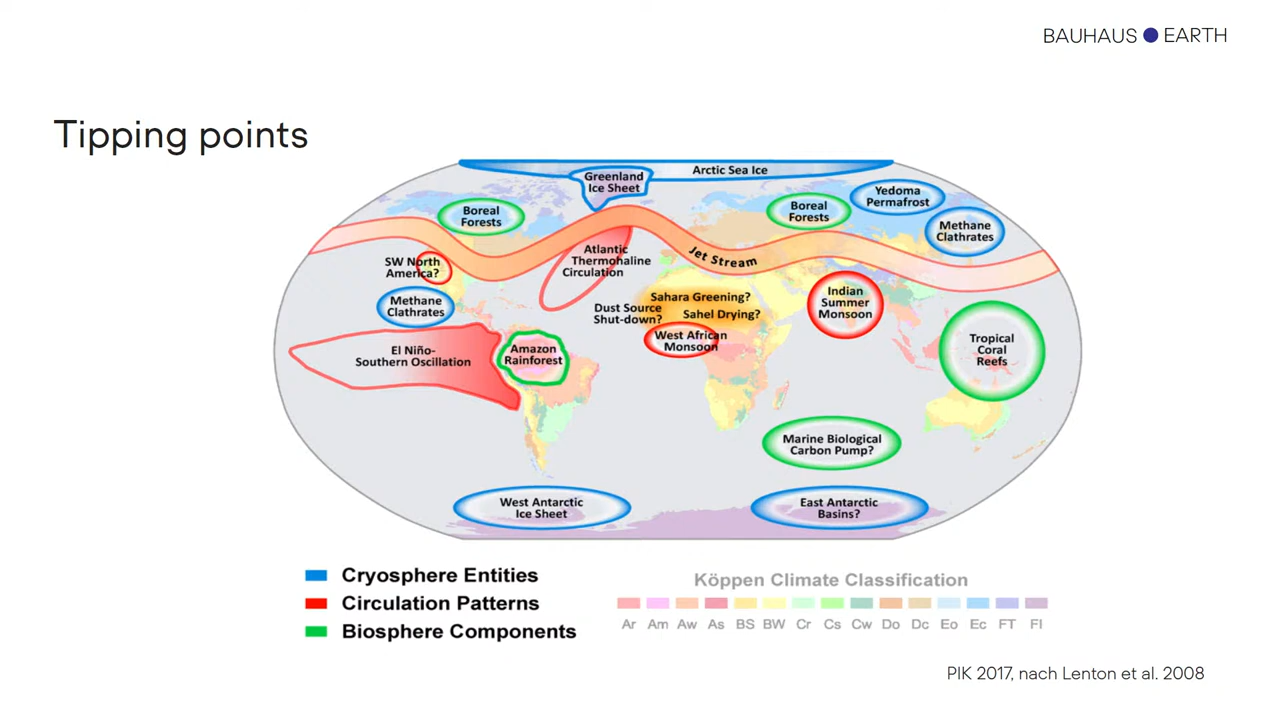 BAUHAUS EARTH
Tipping points
Arctic Sea Ice
Greenland
Ice Sheet
Boreal
Forests
Boreal
Forests
Yedoma
Permafrost
Methane
Clathrates
Jet Stream
Atlantic
Thermohaline
Circulation
SW North
America?
Methane
Clathrates
Sahara Greening?
Dust Source
Shut-down?
Sahel Drying?
West African
Monsoon
Indian
Summer
Monsoon
Tropical
Coral
Reefs
El Niño-
Southern Oscillation
Amazon
Rainforest
Marine Biological
Carbon Pump?
West Antarctic
Ice Sheet
East Antarctic
Basins?
Cryosphere Entities
Circulation Patterns
Biosphere Components
Köppen Climate Classification
Ar Am Aw As BS BW Cr Cs Cw Do Dc Eo Ec FT FI
PIK 2017, nach Lenton et al. 2008